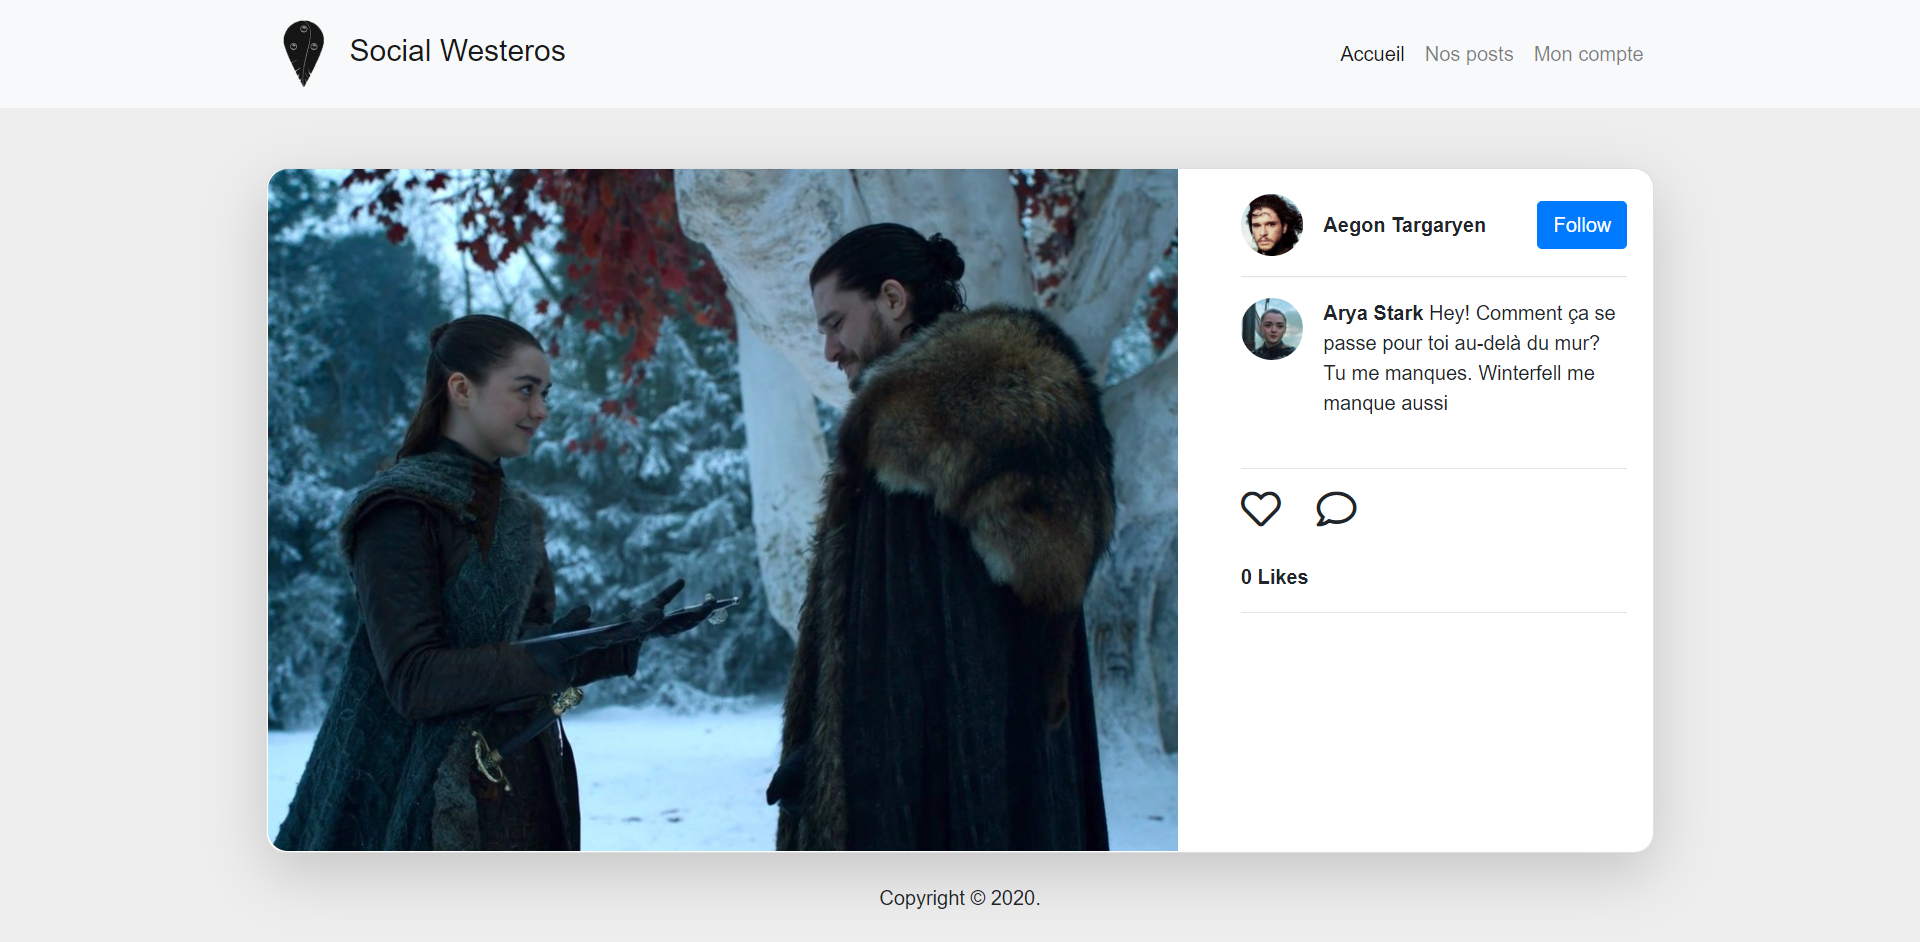 Social Westeros
Accueil Nos posts Mon compte
Aegon Targaryen
Follow
Arya Stark Hey! Comment ça se
passe pour toi au-delà du mur?
Tu me manques. Winterfell me
manque aussi
0 Likes
Copyright © 2020.